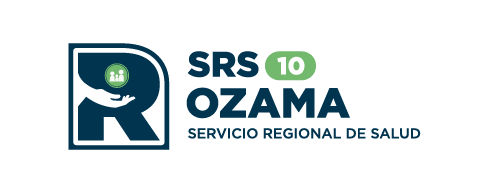 SRS 10
OZAMA
SERVICIO REGIONAL DE SALUD